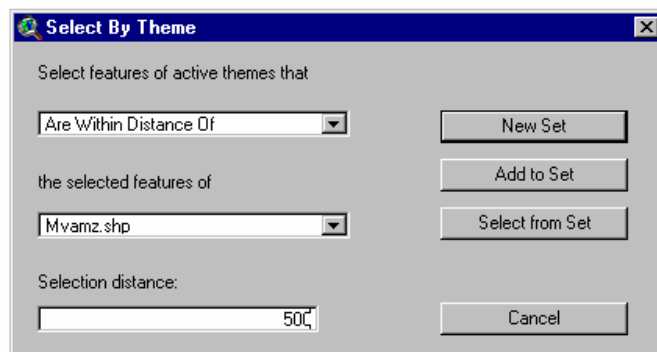 Select By Theme
Select features of active themes that
Are Within Distance Of
New Set
Add to Set
the selected features of
Mvamz.shp
Select from Set
Selection distance:
500
Cancel